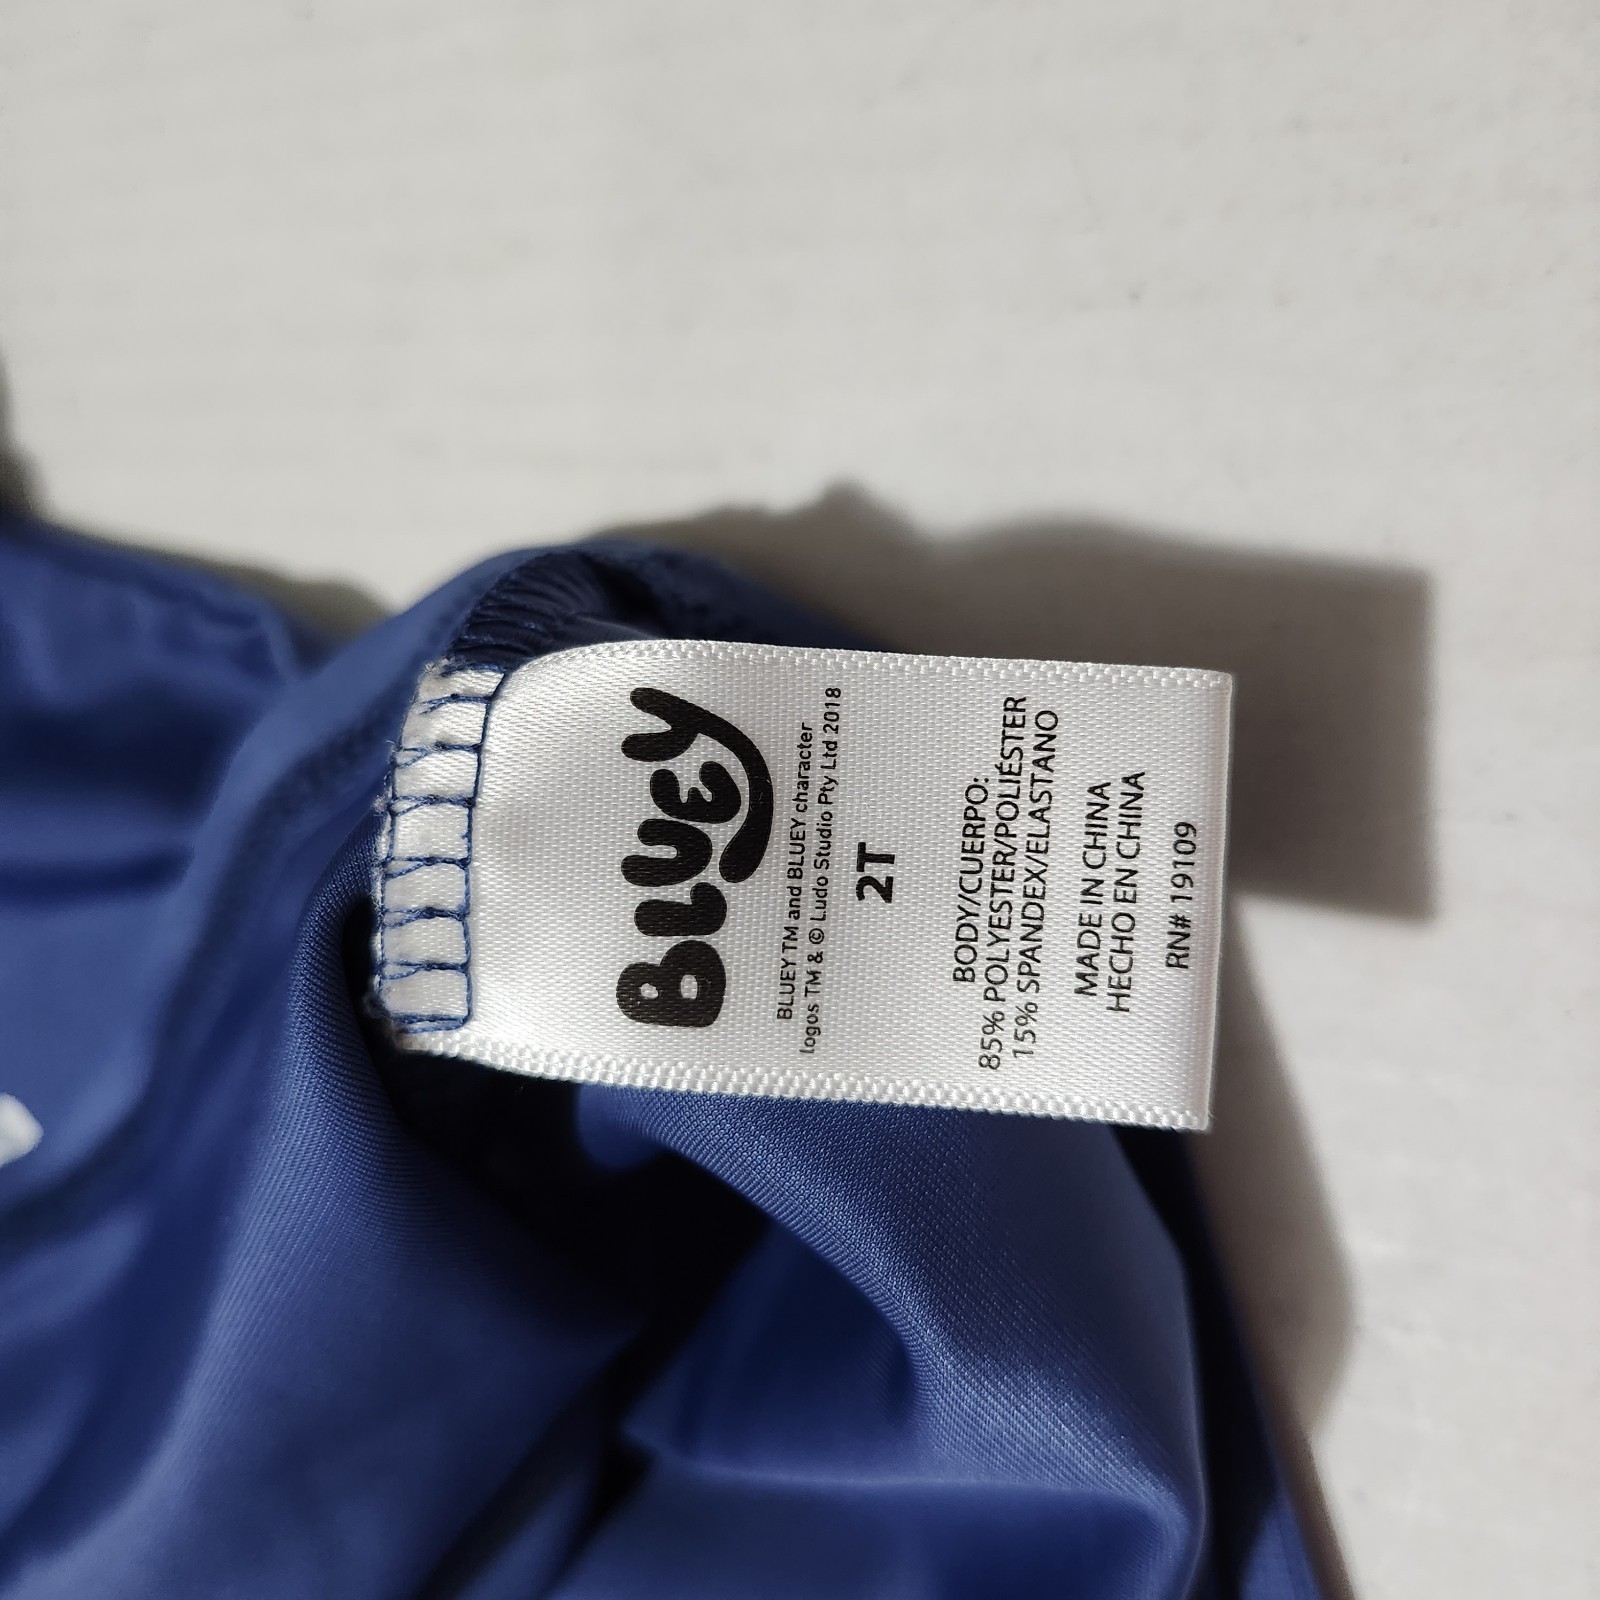 BLUEY
BLUEY TM and BLUEY character
logos TM & © Ludo Studio Pty Ltd 2018
2T
BODY/CUERPO:
85% POLYESTER/POLIÉSTER
15% SPANDEX/ELASTANO
MADE IN CHINA
HECHO EN CHINA
RN# 19109